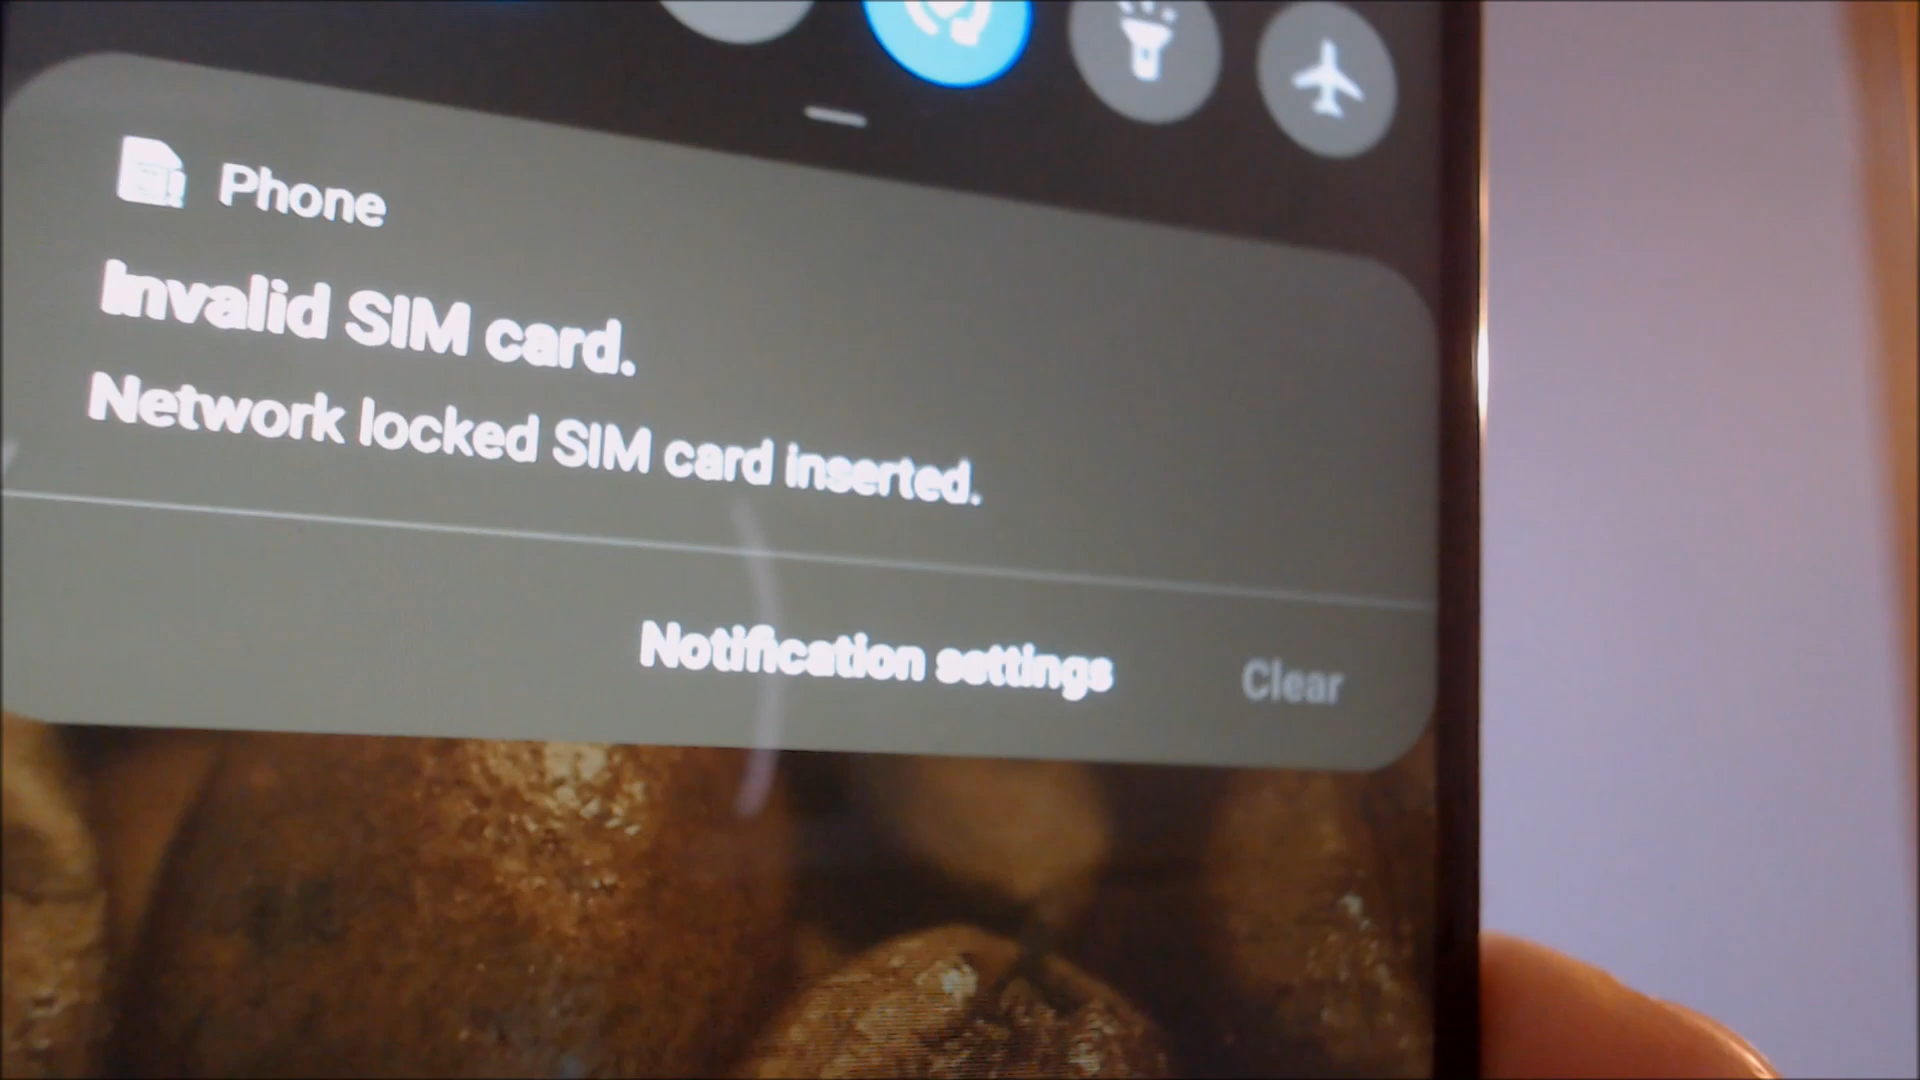 Phone
Invalid SIM card.
Network locked SIM card inserted.
Notification settings
Clear